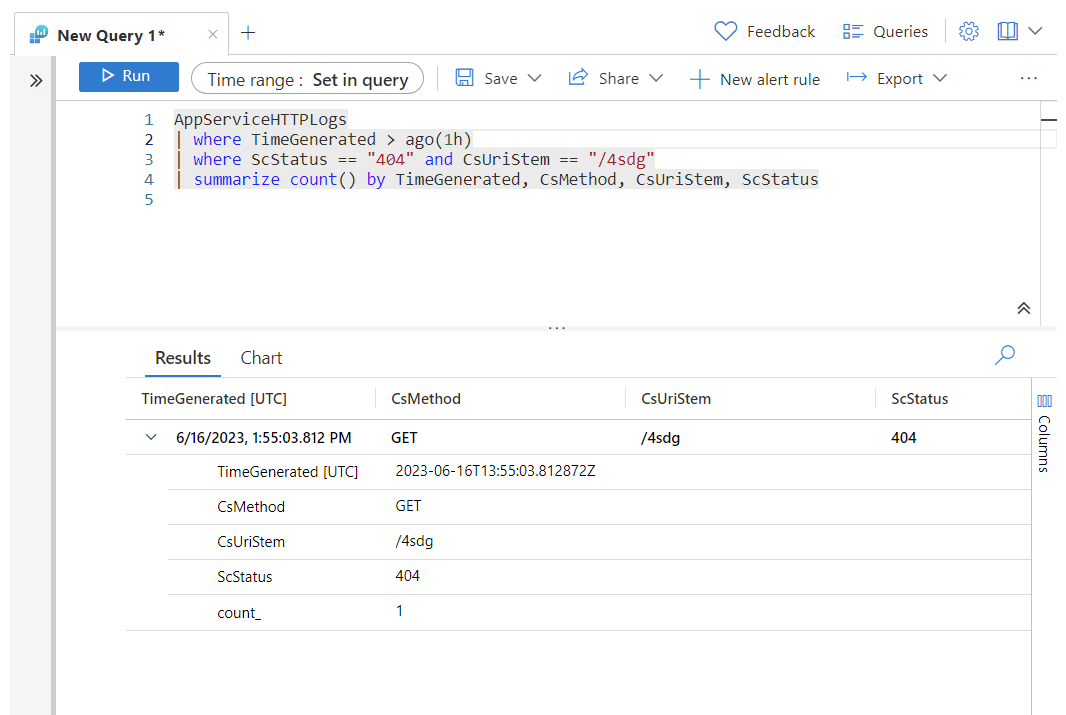 New Query 1*
Feedback
Queries
Run
Time range : Set in query
Save
Share
New alert rule
Export
1 AppServiceHTTPLogs
2 | where TimeGenerated > ago(1h)
3 | where ScStatus == "404" and CsUriStem == "/4sdg"
4 | summarize count() by TimeGenerated, CsMethod, CsUriStem, ScStatus
5
Results Chart
TimeGenerated [UTC] CsMethod CsUriStem ScStatus
6/16/2023, 1:55:03.812 PM GET /4sdg 404
TimeGenerated [UTC] 2023-06-16T13:55:03.812872Z
CsMethod GET
CsUriStem /4sdg
ScStatus 404
count_ 1
Columns